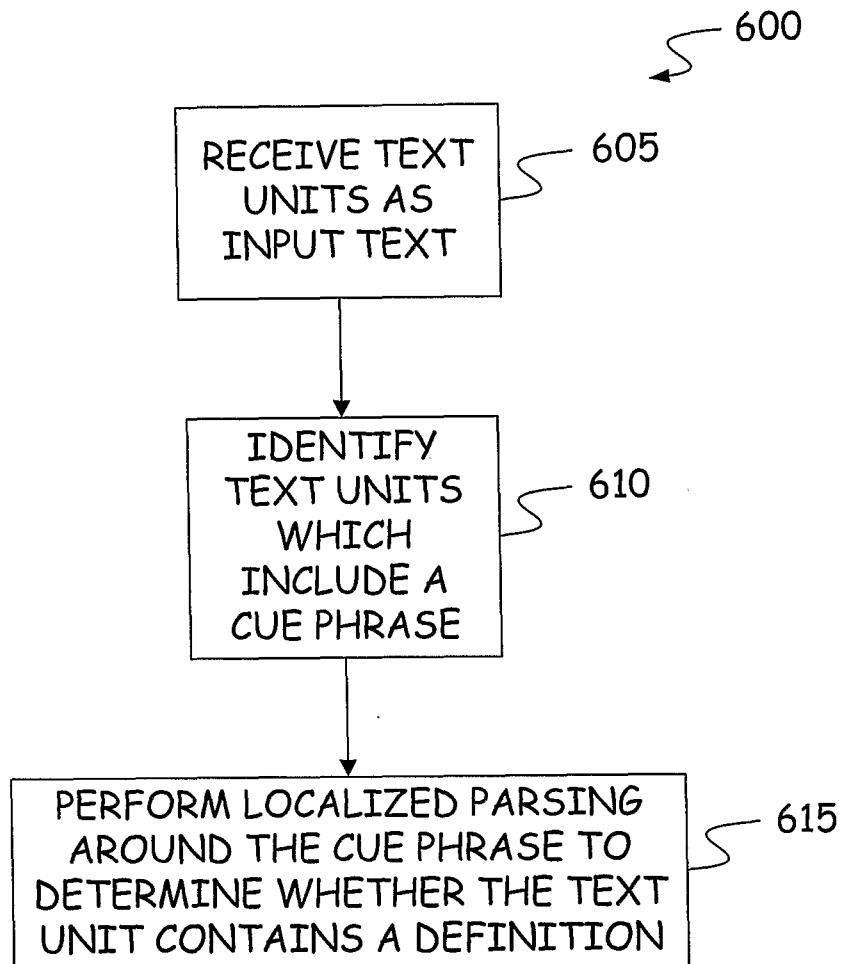 600
RECEIVE TEXT
UNITS AS
INPUT TEXT
605
IDENTIFY
TEXT UNITS
WHICH
INCLUDE A
CUE PHRASE
610
PERFORM LOCALIZED PARSING
AROUND THE CUE PHRASE TO
DETERMINE WHETHER THE TEXT
UNIT CONTAINS A DEFINITION
615